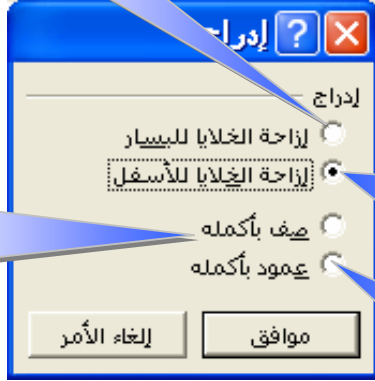 إدراج
إدراج
إزاحة الخلايا لليسار
إزاحة الخلايا للأسفل
صف بأكمله
عمود بأكمله
موافق
إلغاء الأمر